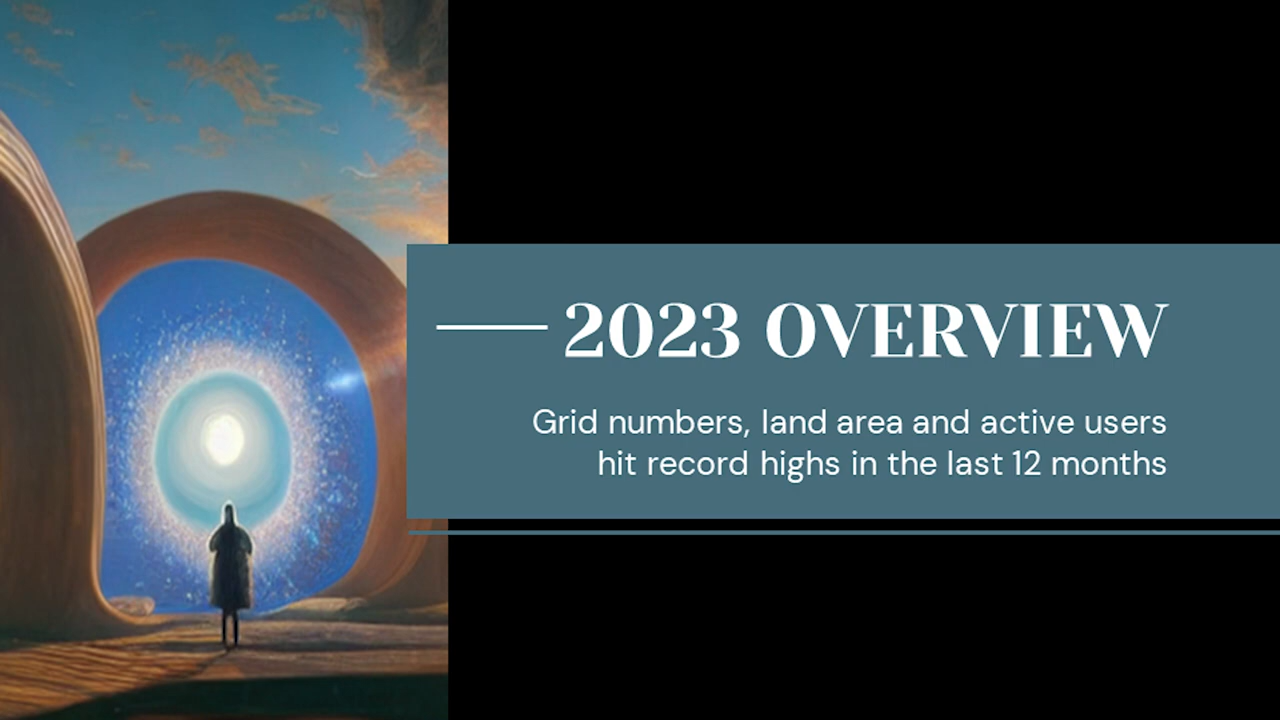 2023 OVERVIEW
Grid numbers, land area and active users
hit record highs in the last 12 months